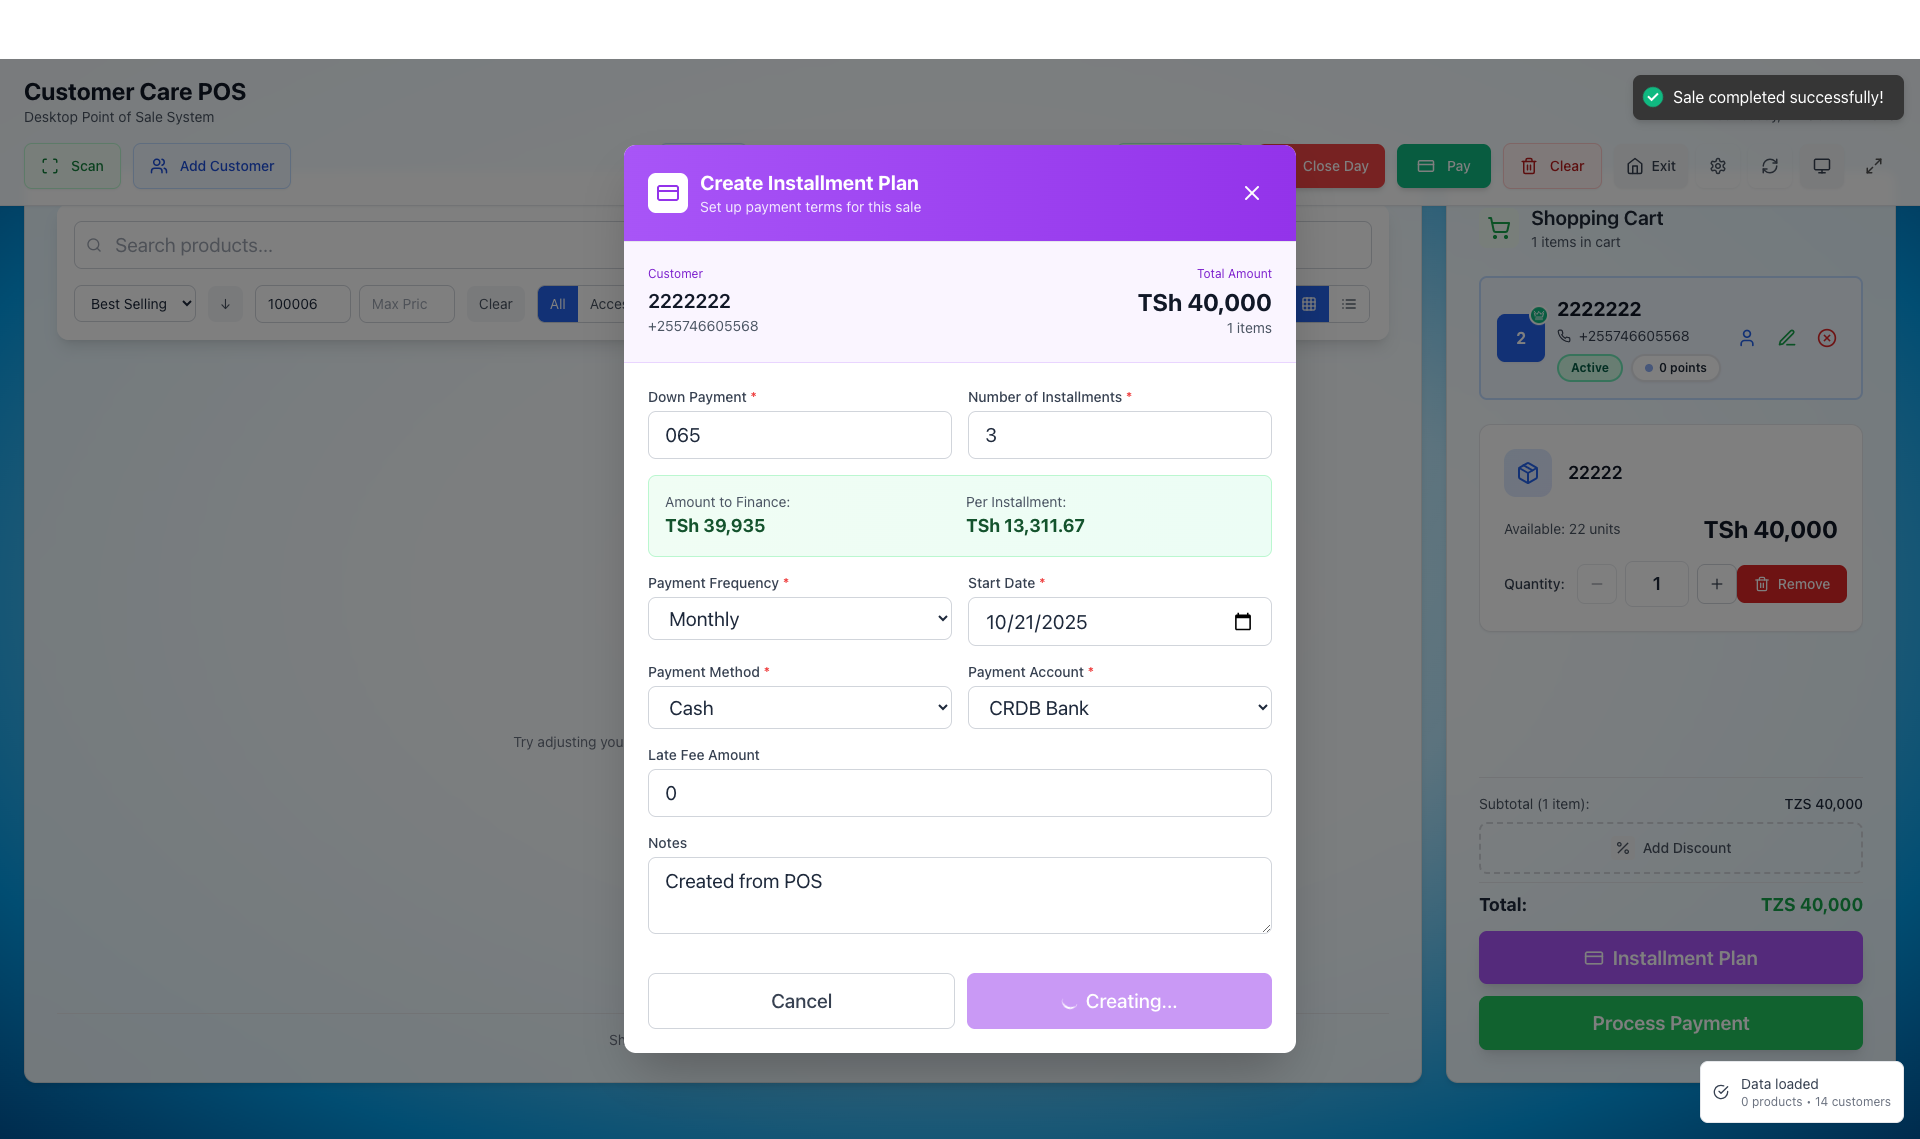 Customer Care POS
Desktop Point of Sale System
Sale completed successfully!
Scan
Add Customer
Close Day
Pay
Clear
Exit
Search products...
Best Selling
100006
Max Pric
Clear
All
Try adjusting
Create Installment Plan
Set up payment terms for this sale
Customer
2222222
+255746605568
Total Amount
TSh 40,000
1 items
Down Payment *
065
Number of Installments *
3
Amount to Finance:
TSh 39,935
Per Installment:
TSh 13,311.67
Payment Frequency *
Monthly
Start Date *
10/21/2025
Payment Method *
Cash
Payment Account *
CRDB Bank
Late Fee Amount
0
Notes
Created from POS
Cancel
Creating...
Shopping Cart
1 items in cart
2
2222222
+255746605568
Active
0 points
22222
Available: 22 units
TSh 40,000
Quantity:
1
Remove
Subtotal (1 item):
TZS 40,000
Add Discount
Total:
TZS 40,000
Installment Plan
Process Payment
Data loaded
0 products • 14 customers